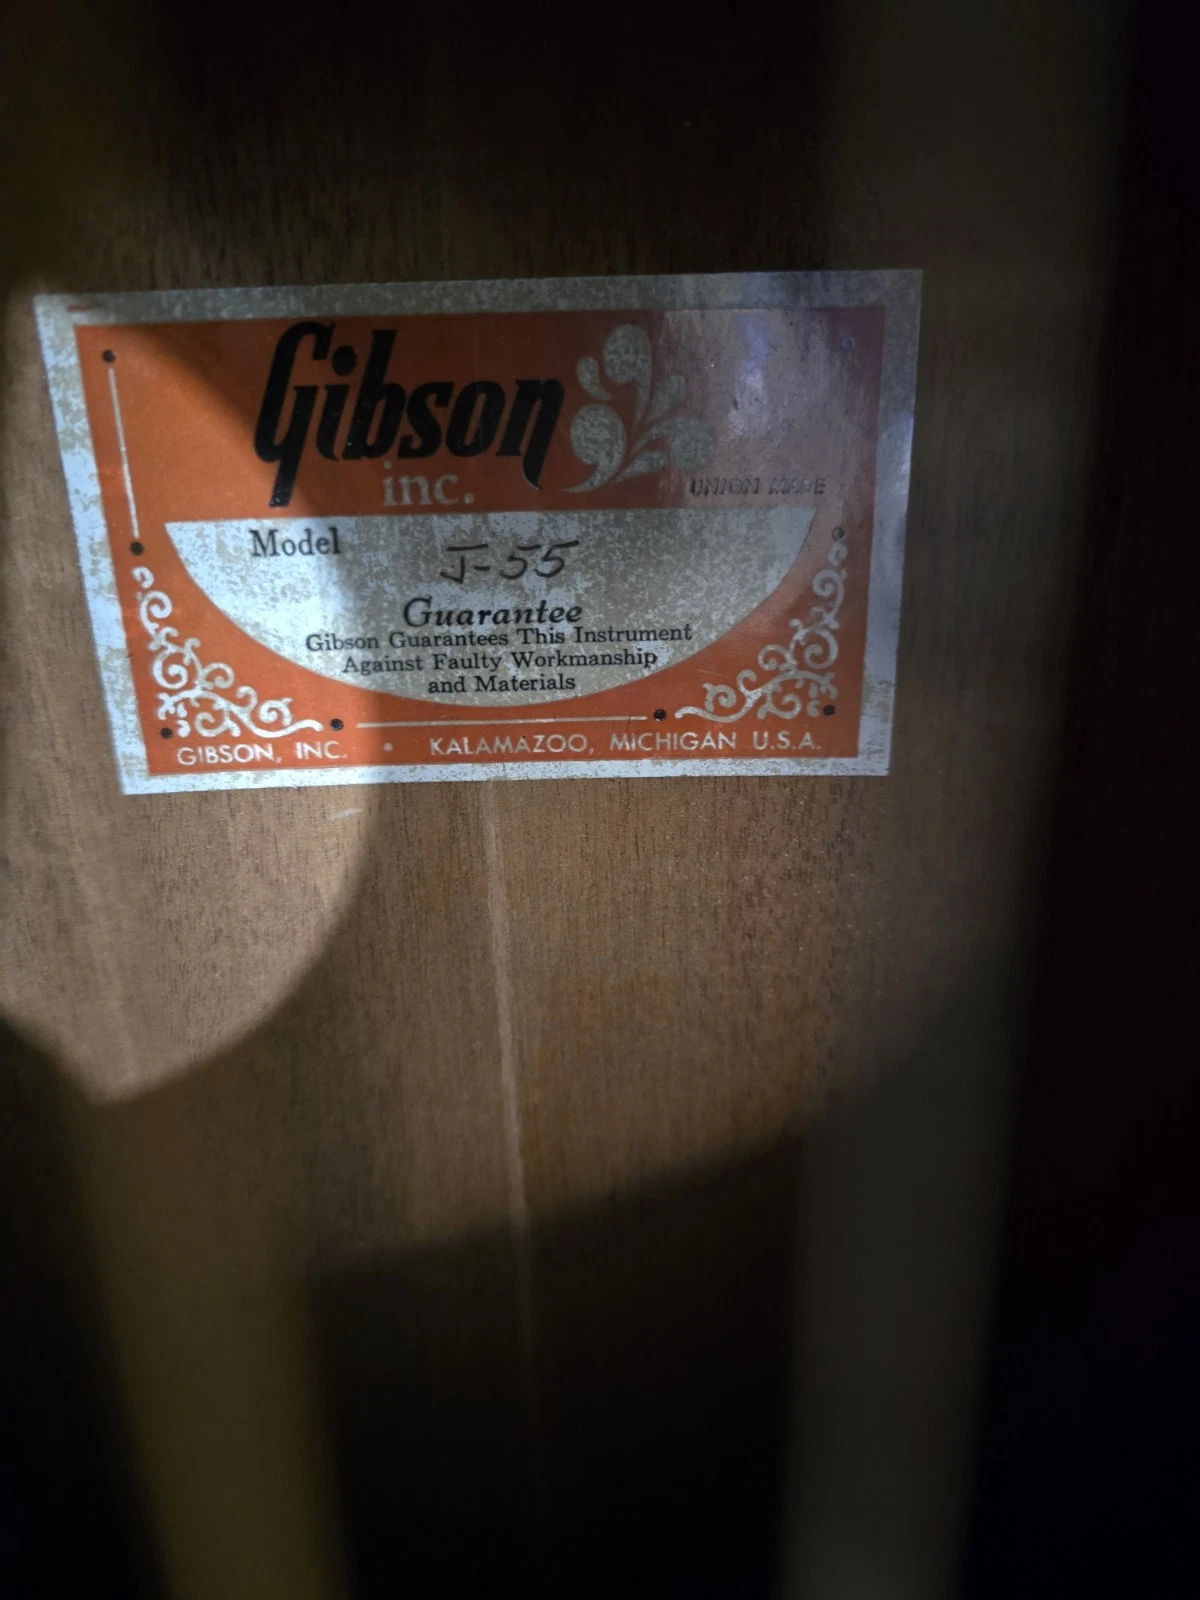 Gibson
inc.
UNION MADE
Model J-55
Guarantee
Gibson Guarantees This Instrument
Against Faulty Workmanship
and Materials
GIBSON, INC. • KALAMAZOO, MICHIGAN U.S.A.